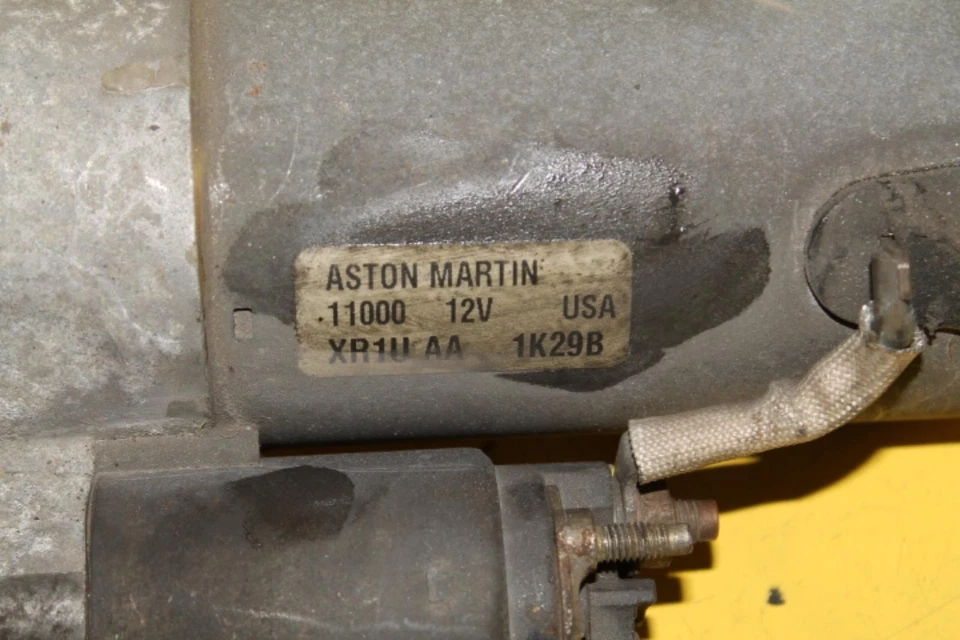 ASTON MARTIN
11000 12V USA
XR1U AA 1K29B